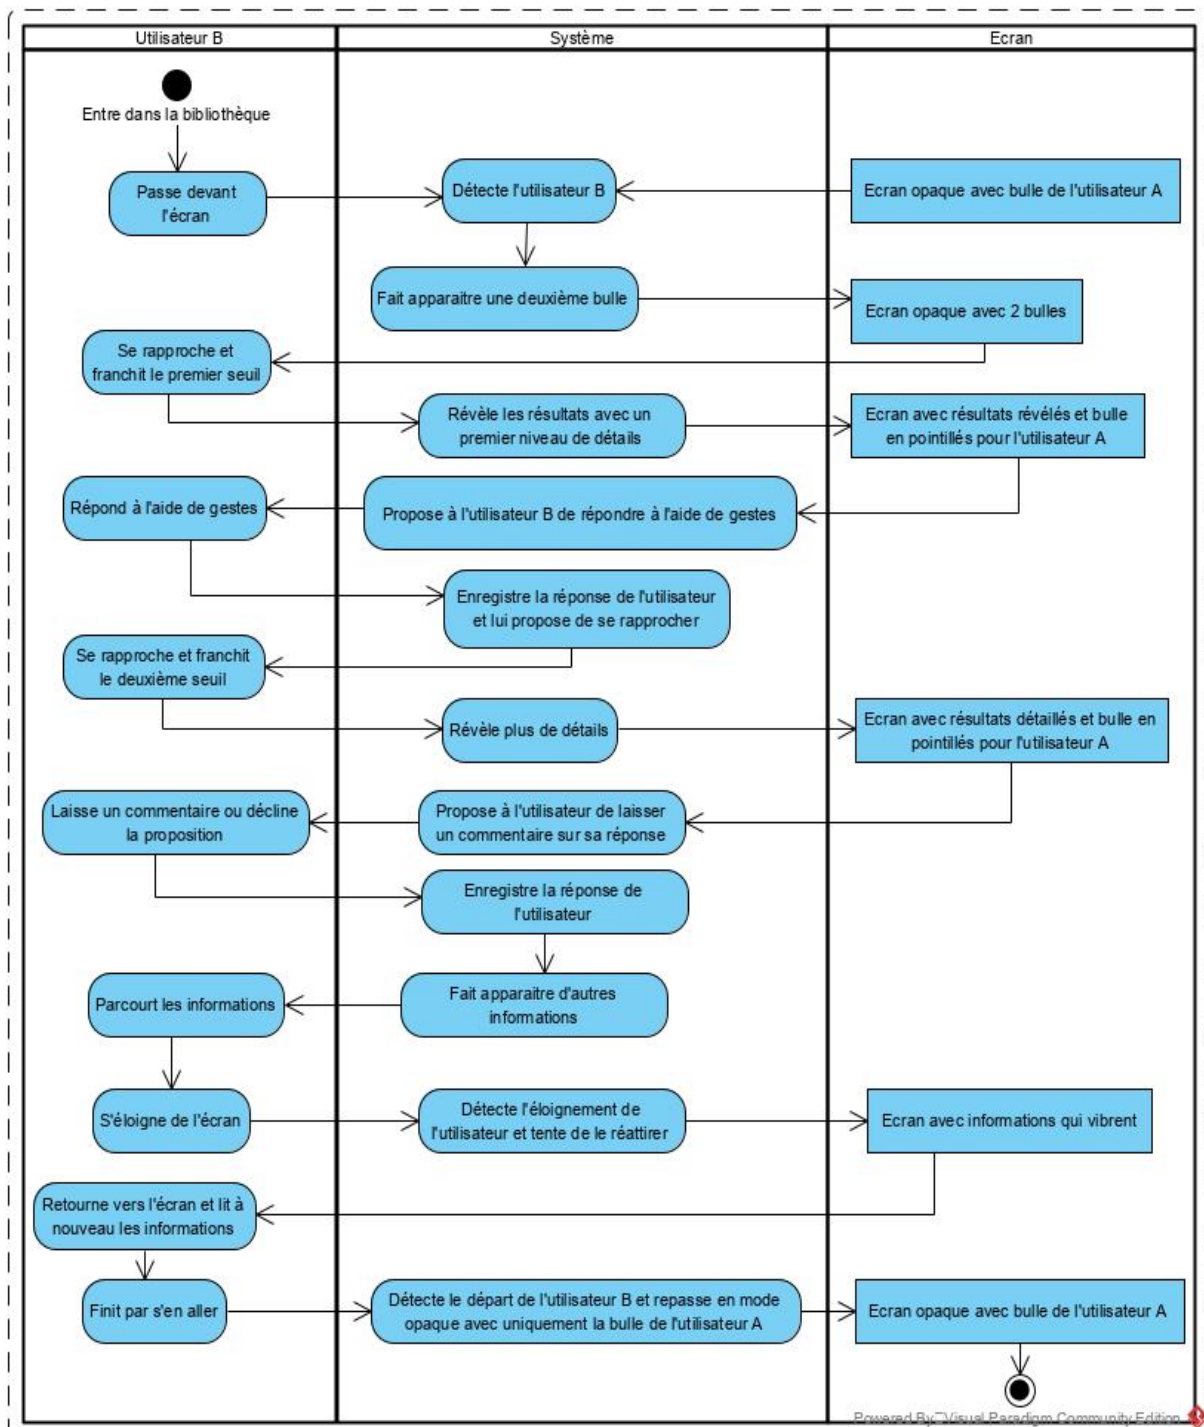 Utilisateur B
Système
Ecran
Entre dans la bibliothèque
Passe devant
l'écran
Détecte l'utilisateur B
Ecran opaque avec bulle de l'utilisateur A
Fait apparaitre une deuxième bulle
Ecran opaque avec 2 bulles
Se rapproche et
franchit le premier seuil
Révèle les résultats avec un
premier niveau de détails
Ecran avec résultats révélés et bulle
en pointillés pour l'utilisateur A
Répond à l'aide de gestes
Propose à l'utilisateur B de répondre à l'aide de gestes
Enregistre la réponse de l'utilisateur
et lui propose de se rapprocher
Se rapproche et franchit
le deuxième seuil
Révèle plus de détails
Ecran avec résultats détaillés et bulle en
pointillés pour l'utilisateur A
Laisse un commentaire ou décline
la proposition
Propose à l'utilisateur de laisser
un commentaire sur sa réponse
Enregistre la réponse de
l'utilisateur
Parcourt les informations
Fait apparaitre d'autres
informations
S'éloigne de l'écran
Détecte l'éloignement de
l'utilisateur et tente de le réattirer
Ecran avec informations qui vibrent
Retourne vers l'écran et lit à
nouveau les informations
Finit par s'en aller
Détecte le départ de l'utilisateur B et repasse en mode
opaque avec uniquement la bulle de l'utilisateur A
Ecran opaque avec bulle de l'utilisateur A
Powered By Visual Paradigm Community Edition